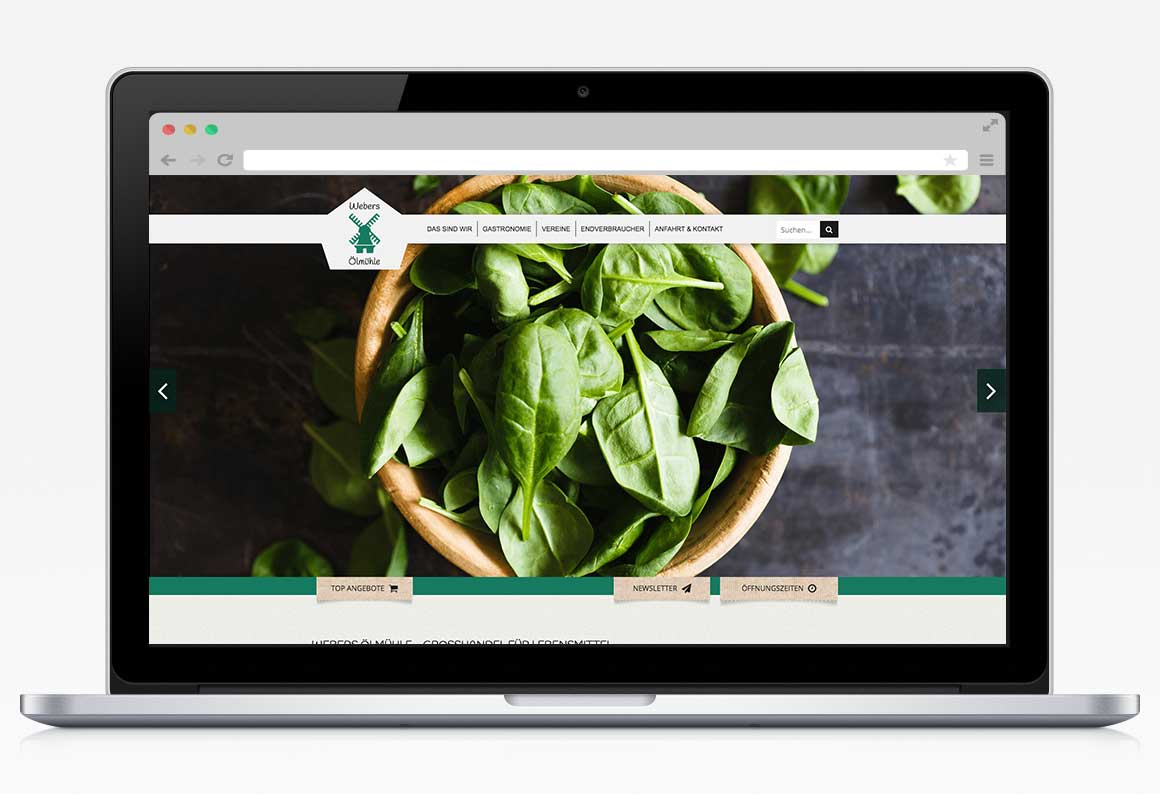 Webers
Ölmühle
DAS SIND WIR GASTRONOMIE VEREINE ENDVERBRAUCHER ANFAHRT & KONTAKT
Suchen...
TOP ANGEBOTE
NEWSLETTER
ÖFFNUNGSZEITEN
WEBERS ÖLMÜHLE - GROSSHANDEL FÜR LEBENSMITTEL